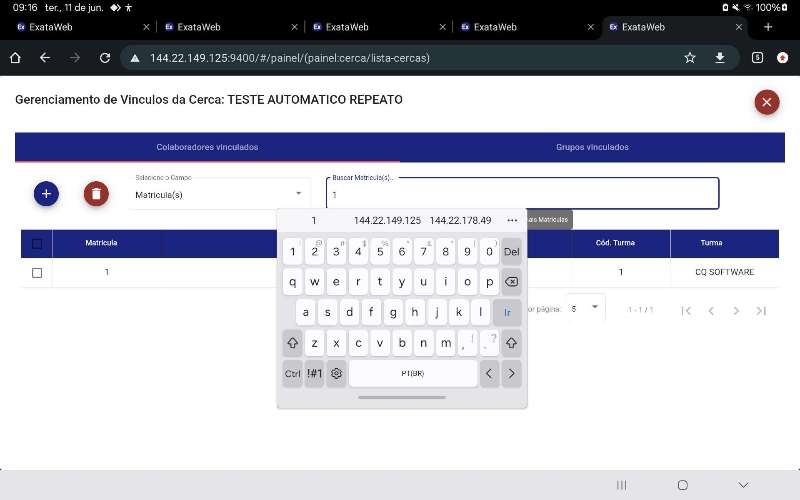 09:16 ter., 11 de jun. 100%
ExataWeb ExataWeb ExataWeb ExataWeb ExataWeb
144.22.149.125:9400/#/painel/(painel:cerca/lista-cercas) 5
Gerenciamento de Vinculos da Cerca: TESTE AUTOMATICO REPEATO
Colaboradores vinculados Grupos vinculados
Selecione o Campo Buscar Matricula(s)...
Matricula(s) 1
1 144.22.149.125 144.22.178.49 ...
ais Matrículas
Matrícula Cód. Turma Turma
1 1 CQ SOFTWARE
or página: 5 1 - 1 / 1
1 2 3 4 5 6 7 8 9 0 Del
q w e r t y u i o p
a s d f g h j k l Ir
z x c v b n m , ! . ?
Ctrl !#1 PT(BR) < >